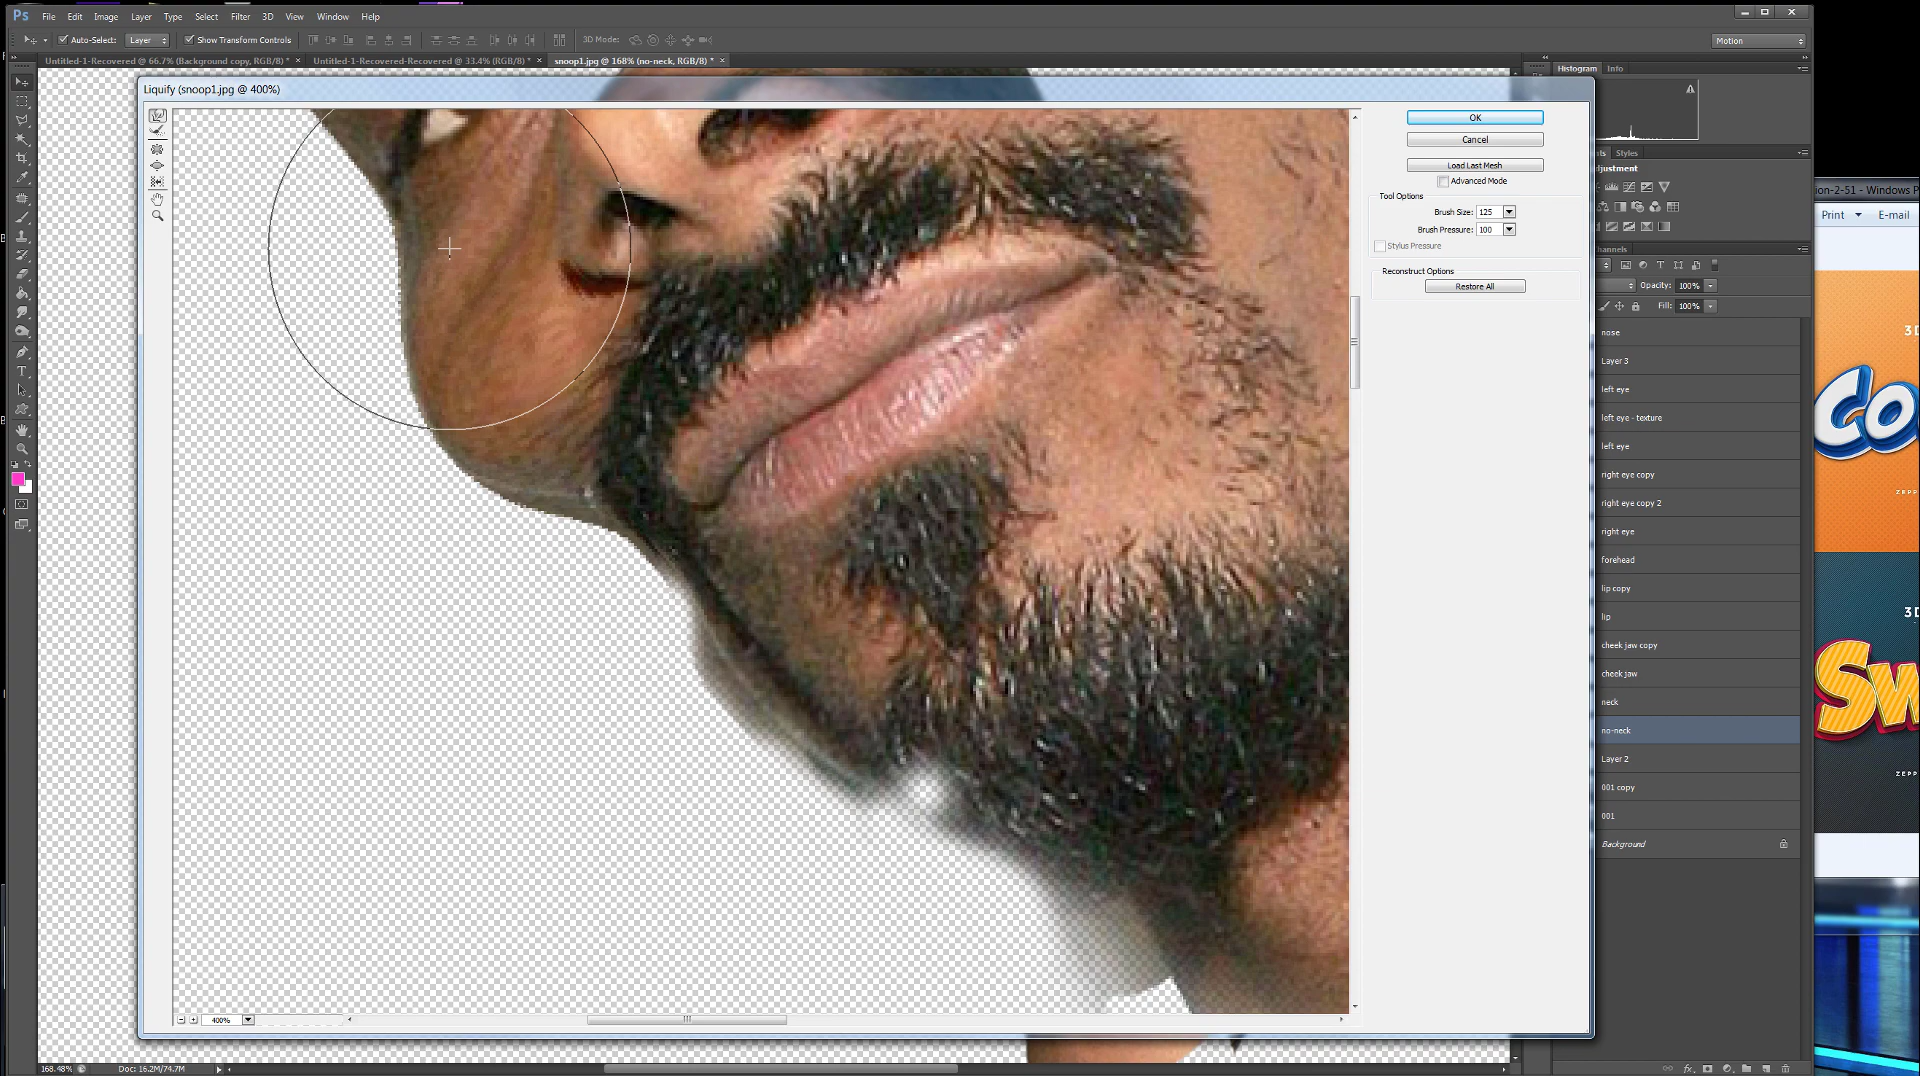 Ps File Edit Image Layer Type Select Filter 3D View Window Help
Auto-Select: Layer Show Transform Controls 3D Mode: Motion
Untitled-1-Recovered @ 66.7% (Background copy, RGB/8) * × Untitled-1-Recovered-Recovered @ 33.4% (RGB/8) * × snoop1.jpg @ 168% (no-neck, RGB/8) * ×
Histogram Info
Liquify (snoop1.jpg @ 400%)
OK
Cancel
Load Last Mesh
Advanced Mode
Tool Options
Brush Size: 125
Brush Pressure: 100
Stylus Pressure
Reconstruct Options
Restore All
Styles
djustment
hannels
Opacity: 100%
Fill: 100%
nose
Layer 3
left eye
left eye - texture
left eye
right eye copy
right eye copy 2
right eye
forehead
lip copy
lip
cheek jaw copy
cheek jaw
neck
no-neck
Layer 2
001 copy
001
Background
400%
168.48% Doc: 16.2M/74.7M
ion-2-51 - Windows P
Print E-mail
3D
Co
ZEPP
3D
Sw
ZEPP